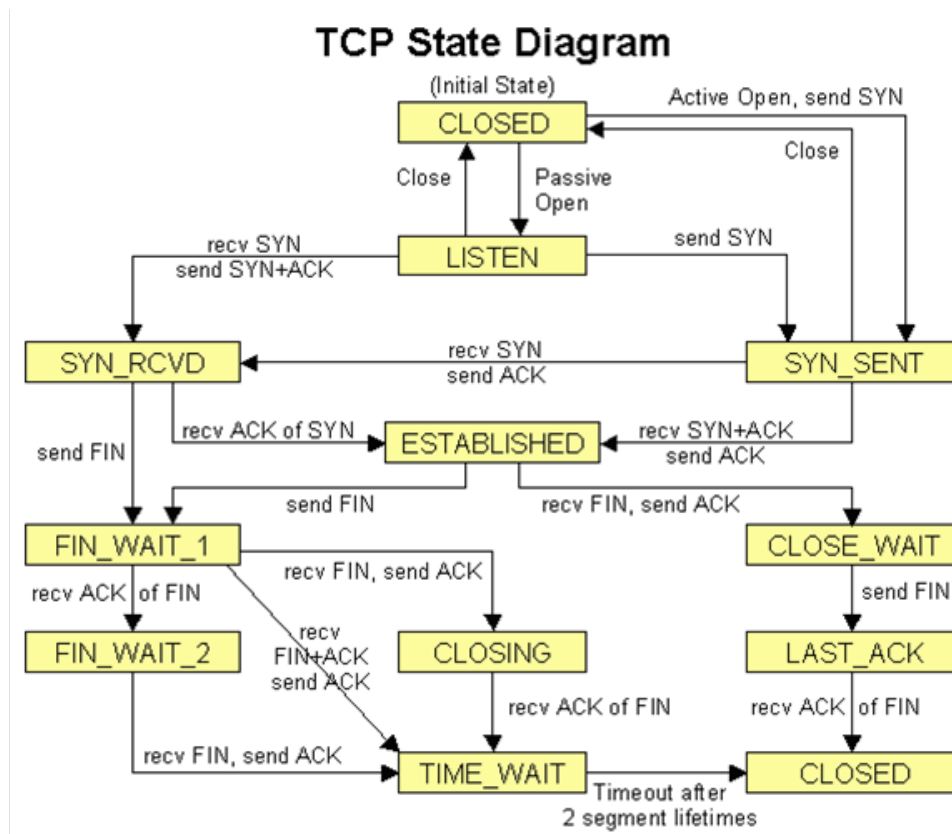 TCP State Diagram
(Initial State)
CLOSED
Active Open, send SYN
Close
Close
Passive
Open
recv SYN
send SYN+ACK
LISTEN
send SYN
SYN_RCVD
recv SYN
send ACK
SYN_SENT
send FIN
recv ACK of SYN
ESTABLISHED
recv SYN+ACK
send ACK
send FIN
recv FIN, send ACK
FIN_WAIT_1
CLOSE_WAIT
recv FIN, send ACK
recv ACK of FIN
send FIN
FIN_WAIT_2
recv
FIN+ACK
send ACK
CLOSING
LAST_ACK
recv ACK of FIN
recv ACK of FIN
recv FIN, send ACK
TIME_WAIT
Timeout after
2 segment lifetimes
CLOSED